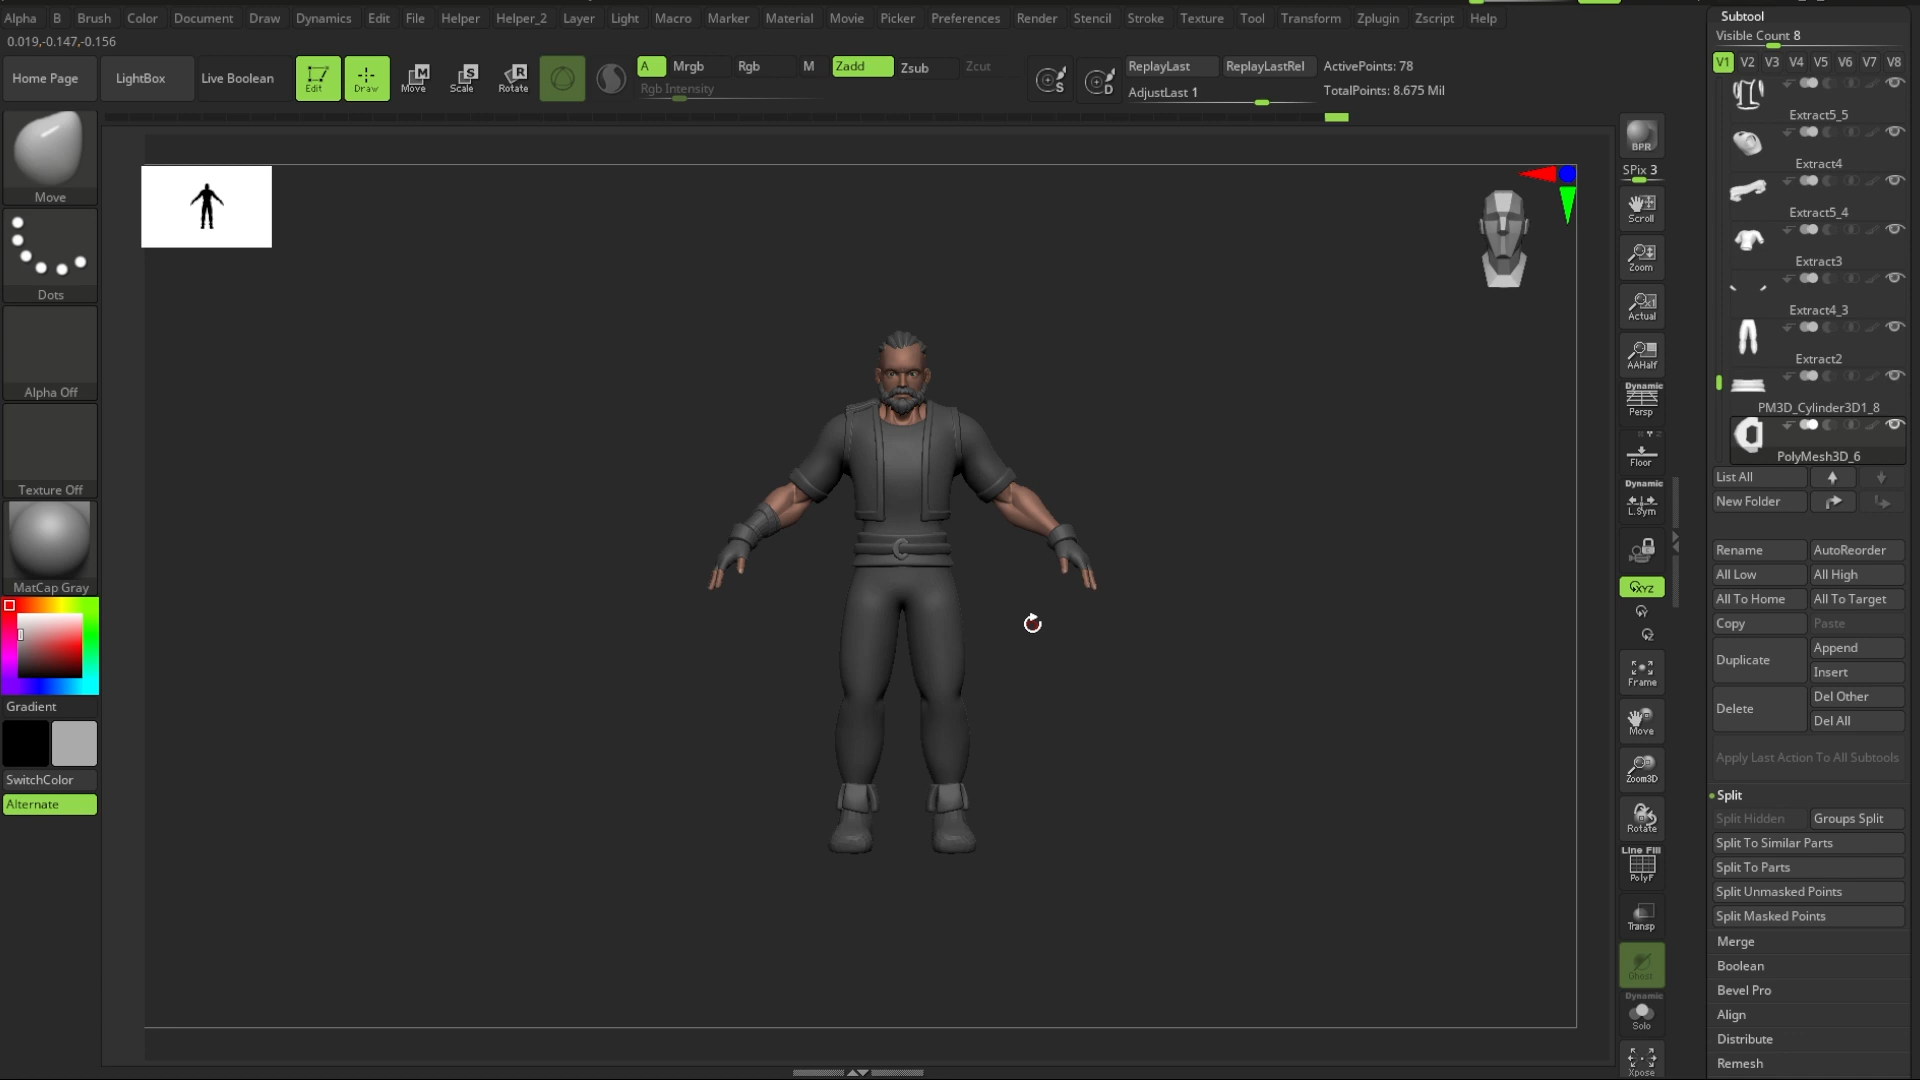 Alpha B Brush Color Document Draw Dynamics Edit File Helper Helper_2 Layer Light Macro Marker Material Movie Picker Preferences Render Stencil Stroke Texture Tool Transform Zplugin Zscript Help
0.019,-0.147,-0.156
Home Page LightBox Live Boolean Edit Draw Move Scale Rotate
M S R
A Mrgb Rgb M Zadd Zsub Zcut
Rgb Intensity
S D
ReplayLast ReplayLastRel ActivePoints: 78
AdjustLast 1 TotalPoints: 8.675 Mil
Move
Dots
Alpha Off
Texture Off
MatCap Gray
Gradient
SwitchColor
Alternate
BPR
SPix 3
Scroll
Zoom
Actual
AAHalf
Dynamic
Persp
Floor
Dynamic
L.Sym
XYZ
Frame
Move
Zoom3D
Rotate
Line Fill
PolyF
Transp
Ghost
Dynamic
Solo
Xpose
Subtool
Visible Count 8
V1 V2 V3 V4 V5 V6 V7 V8
Extract5_5
Extract4
Extract5_4
Extract3
Extract4_3
Extract2
PM3D_Cylinder3D1_8
PolyMesh3D_6
List All
New Folder
Rename AutoReorder
All Low All High
All To Home All To Target
Copy Paste
Duplicate Append
Insert
Delete Del Other
Del All
Apply Last Action To All Subtools
Split
Split Hidden Groups Split
Split To Similar Parts
Split To Parts
Split Unmasked Points
Split Masked Points
Merge
Boolean
Bevel Pro
Align
Distribute
Remesh